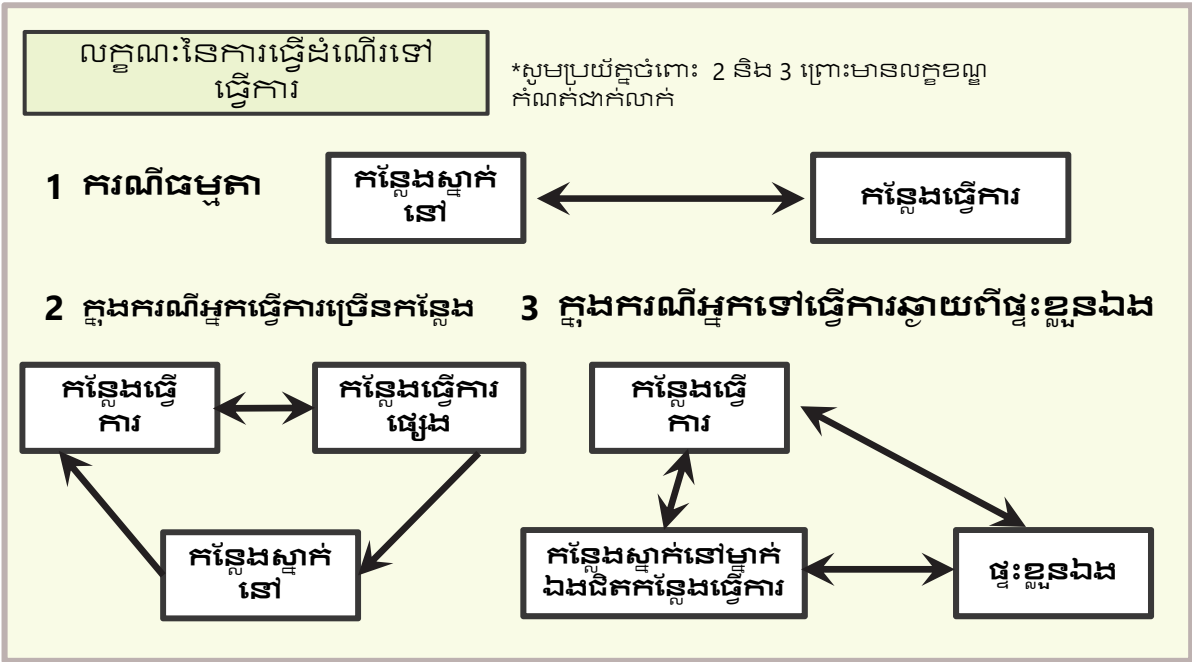 លក្ខណៈនៃការធ្វើដំណើរទៅ
ធ្វើការ
*សូមប្រយ័ត្នចំពោះ 2 និង 3 ព្រោះមានលក្ខខណ្ឌ
កំណត់ជាក់លាក់
1 ករណីធម្មតា
កន្លែងស្នាក់
នៅ
កន្លែងធ្វើការ
2 ក្នុងករណីអ្នកធ្វើការច្រើនកន្លែង
កន្លែងធ្វើ
ការ
កន្លែងធ្វើការ
ផ្សេង
កន្លែងស្នាក់
នៅ
3 ក្នុងករណីអ្នកទៅធ្វើការឆ្ងាយពីផ្ទះខ្លួនឯង
កន្លែងធ្វើ
ការ
កន្លែងស្នាក់នៅម្នាក់
ឯងជិតកន្លែងធ្វើការ
ផ្ទះខ្លួនឯង